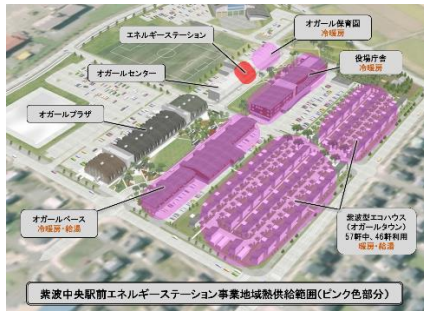 オガール保育園
冷暖房
エネルギーステーション
役場庁舎
冷暖房
オガールセンター
オガールプラザ
オガールベース
冷暖房・給湯
紫波型エコハウス
(オガールタウン)
57軒中、46軒利用
暖房・給湯
紫波中央駅前エネルギーステーション事業地域熱供給範囲(ピンク色部分)